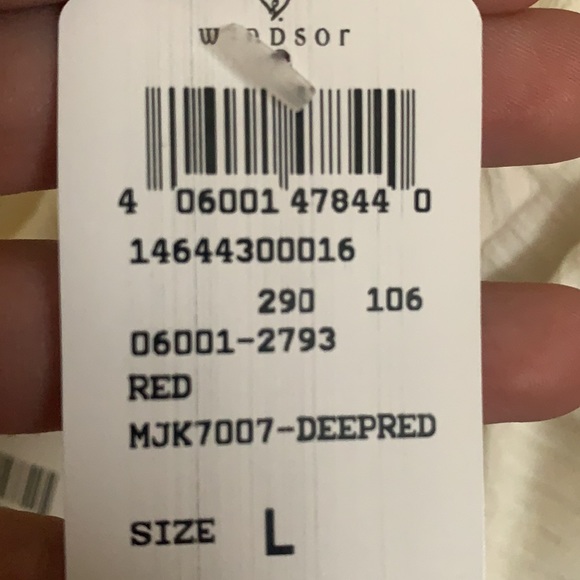 Windsor
4 06001 47844 0
14644300016
290 106
06001-2793
RED
MJK7007-DEEPRED
SIZE L